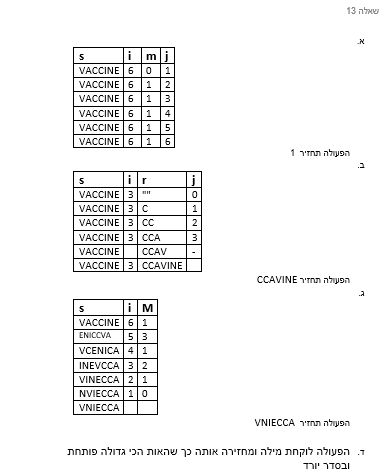 שאלה 13
א.
s i m j
VACCINE 6 0 1
VACCINE 6 1 2
VACCINE 6 1 3
VACCINE 6 1 4
VACCINE 6 1 5
VACCINE 6 1 6
הפעולה תחזיר 1
ב.
s i r j
VACCINE 3 "" 0
VACCINE 3 C 1
VACCINE 3 CC 2
VACCINE 3 CCA 3
VACCINE CCAV -
VACCINE 3 CCAVINE
הפעולה תחזיר CCAVINE
ג.
s i M
VACCINE 6 1
ENICCVA 5 3
VCENICA 4 1
INEVCCA 3 2
VINECCA 2 1
NVIECCA 1 0
VNIECCA
הפעולה תחזיר VNIECCA
ד. הפעולה לוקחת מילה ומחזירה אותה כך שהאות הכי גדולה פותחת
ובסדר יורד